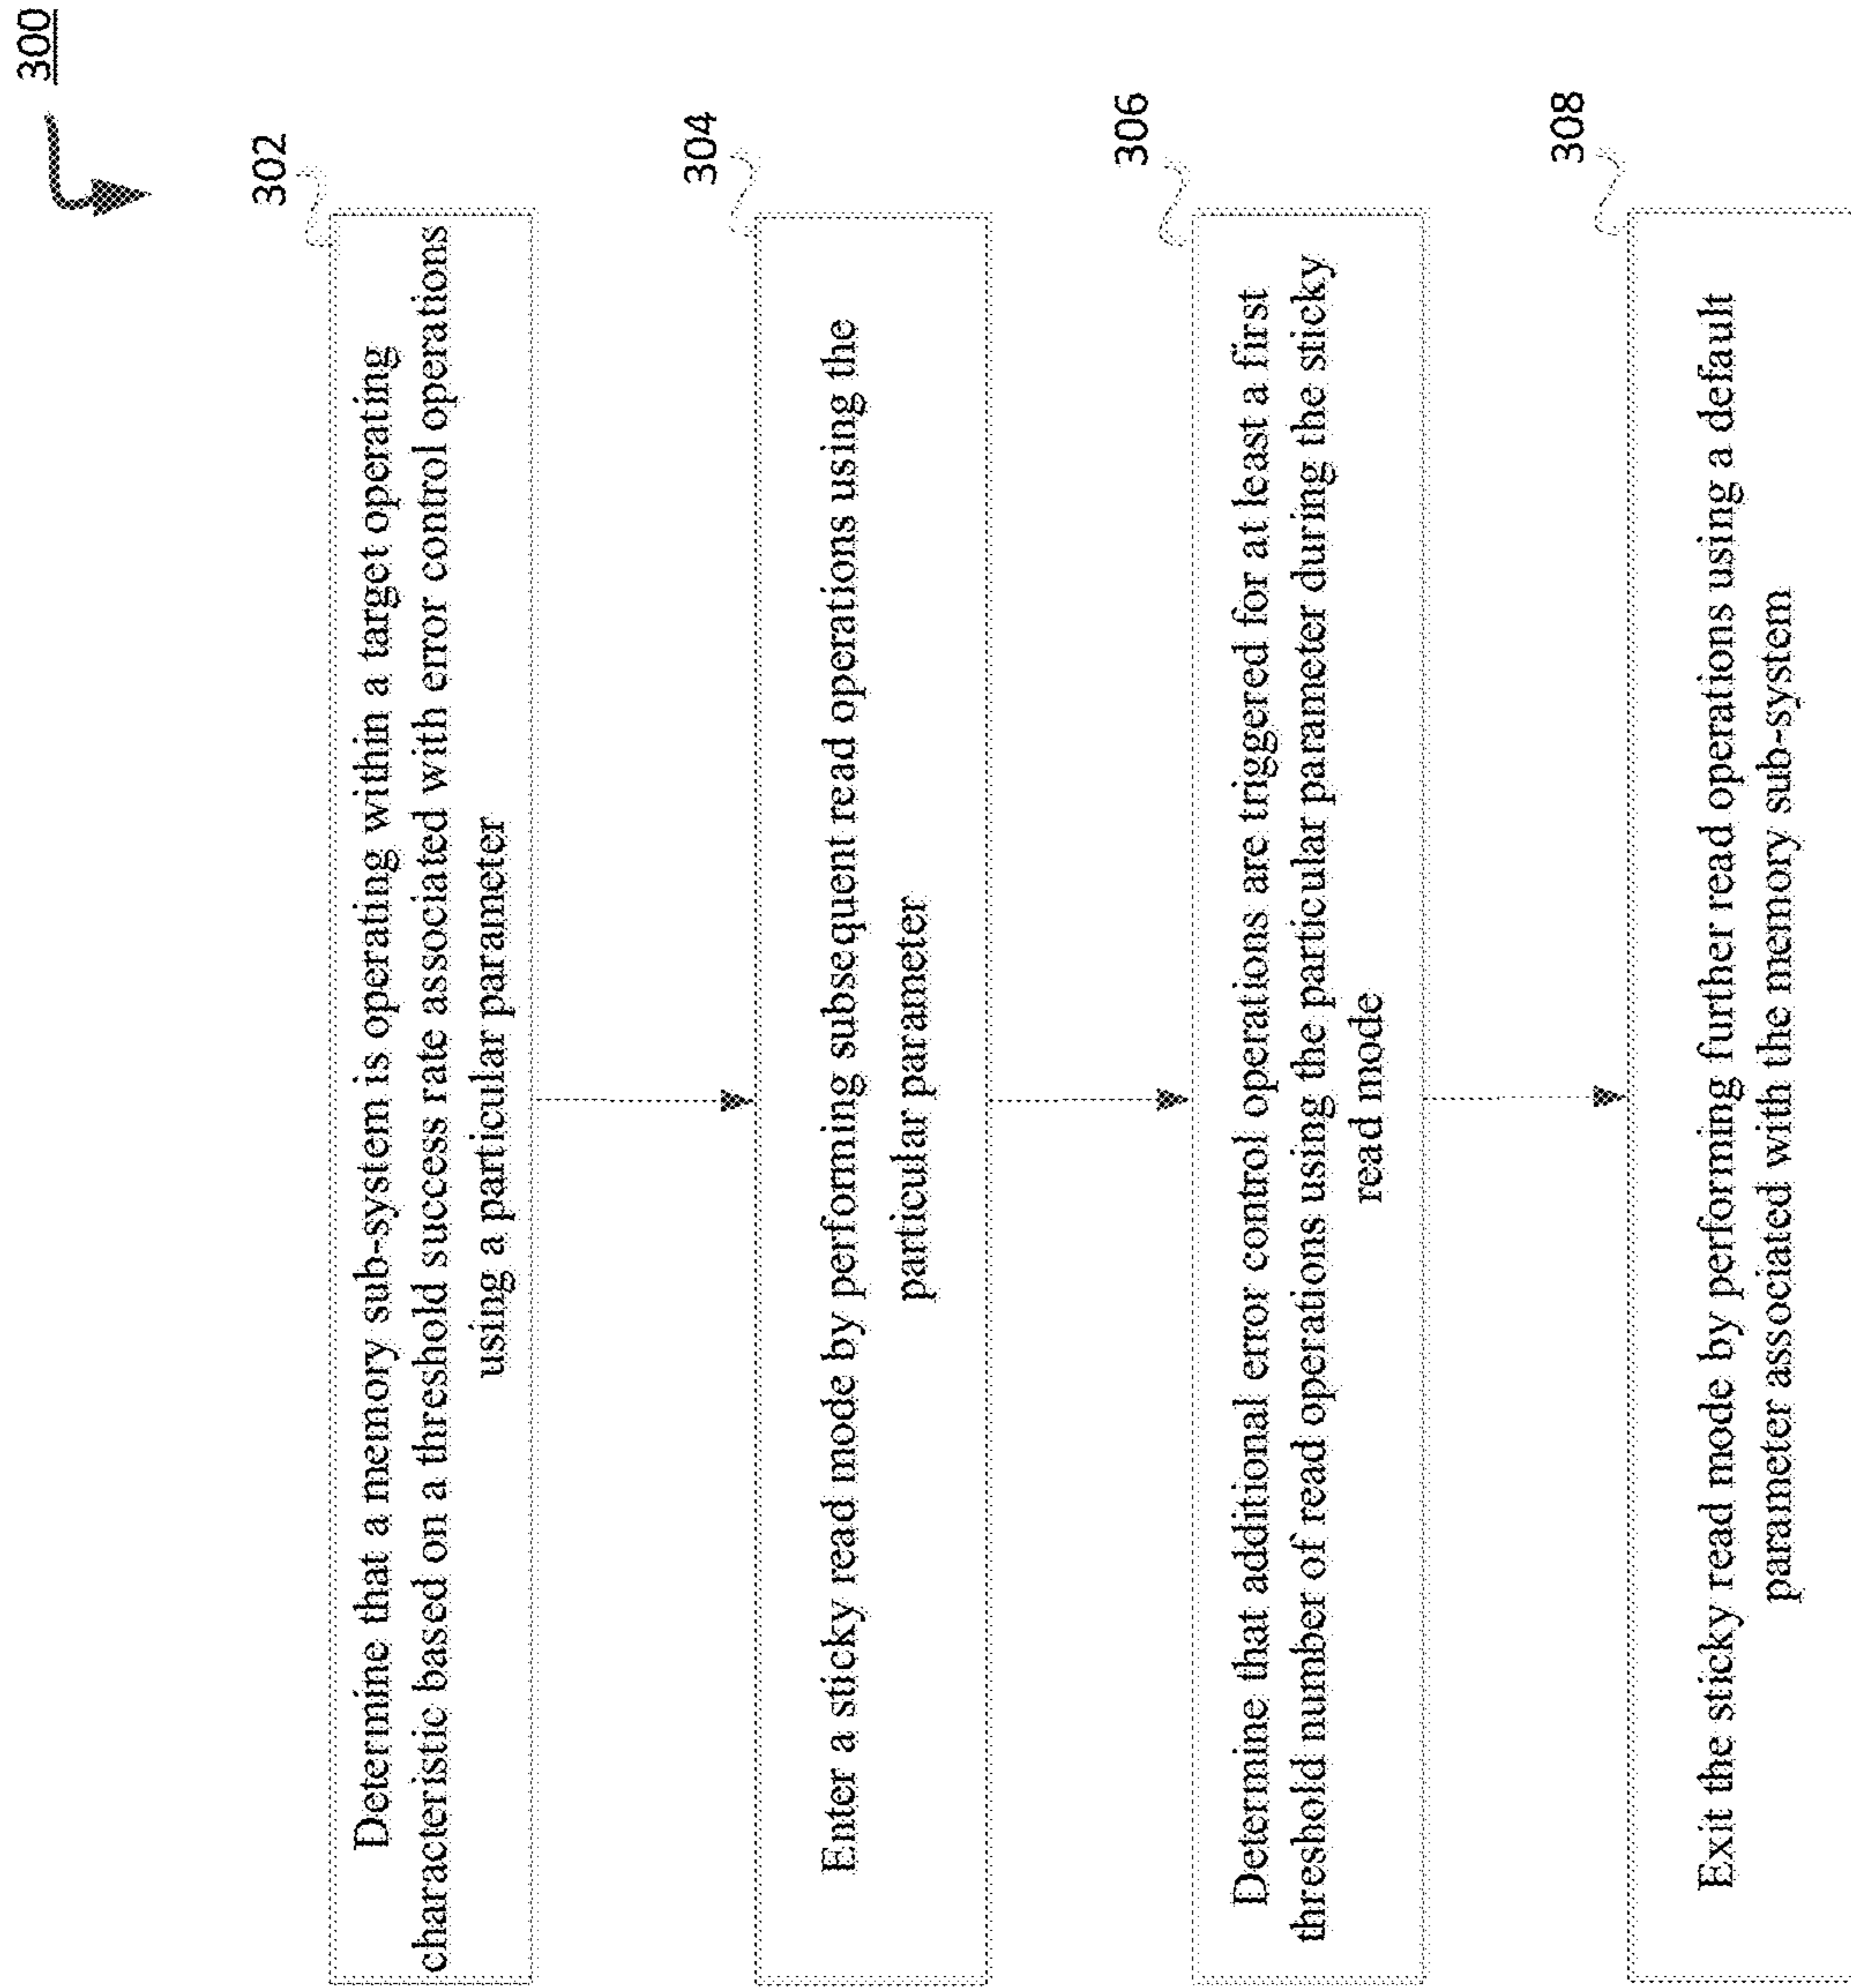 300
302
Determine that a memory sub-system is operating within a target operating
characteristic based on a threshold success rate associated with error control operations
using a particular parameter
304
Enter a sticky read mode by performing subsequent read operations using the
particular parameter
306
Determine that additional error control operations are triggered for at least a first
threshold number of read operations using the particular parameter during the sticky
read mode
308
Exit the sticky read mode by performing further read operations using a default
parameter associated with the memory sub-system